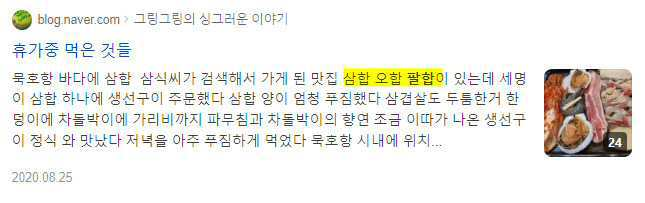 blog.naver.com > 그링그링의 싱그러운 이야기
휴가중 먹은 것들
묵호항 바다에 삼합 삼식씨가 검색해서 가게 된 맛집 삼합 오합 팔합이 있는데 세명
이 삼합 하나에 생선구이 주문했다 삼합 양이 엄청 푸짐했다 삼겹살도 두툼한거 한
덩이에 차돌박이에 가리비까지 파무침과 차돌박이의 향연 조금 이따가 나온 생선구
이 정식 와 맛났다 저녁을 아주 푸짐하게 먹었다 묵호항 시내에 위치...
24
2020.08.25